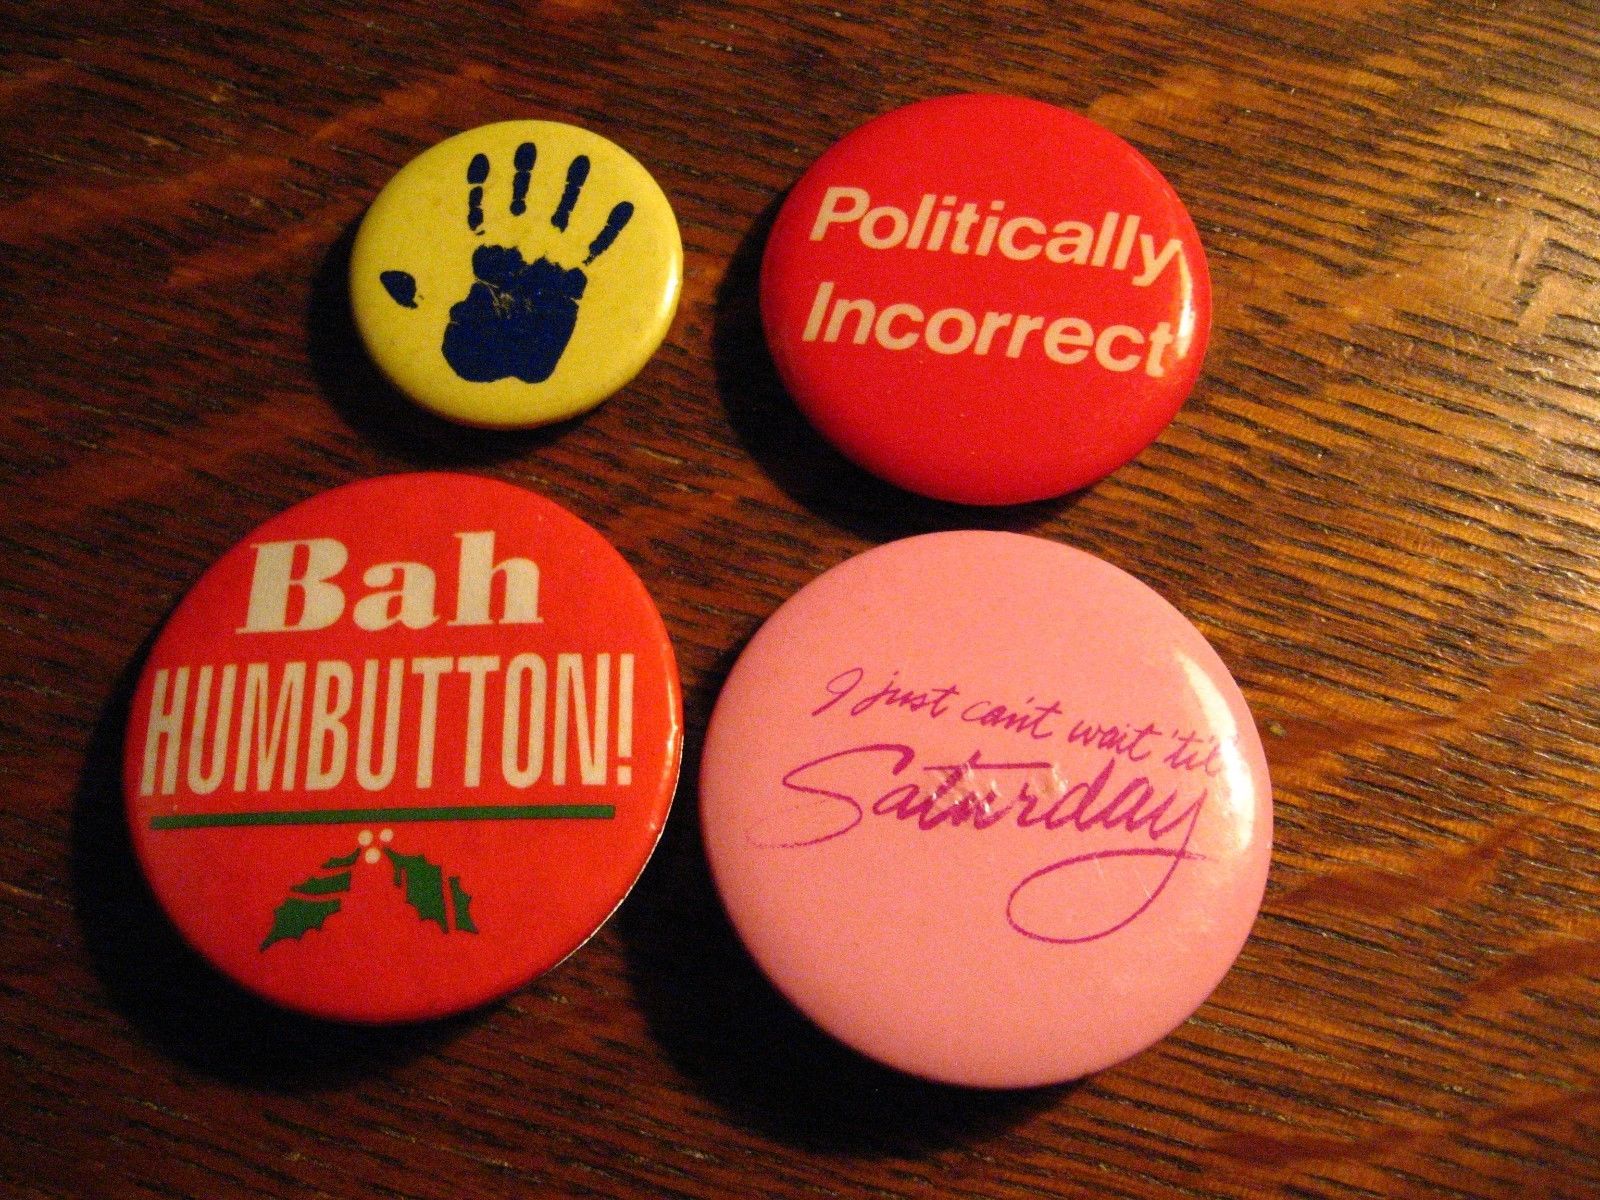 Politically
Incorrect
Bah
HUMBUTTON!
I just can't wait 'til
Saturday